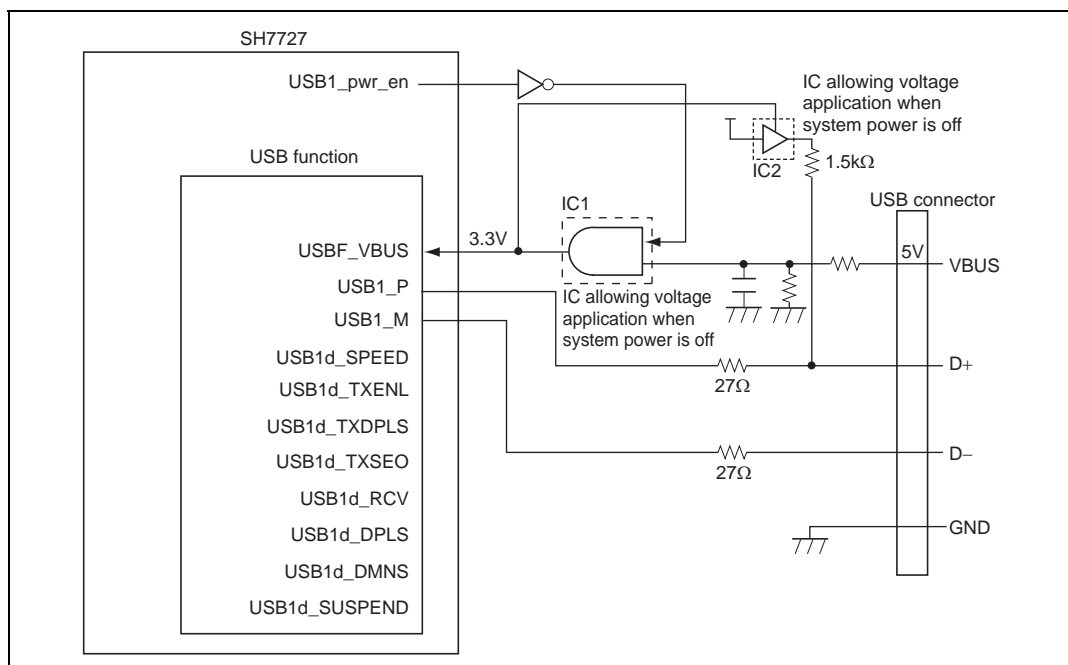 SH7727
USB1_pwr_en
IC allowing voltage
application when
system power is off
IC2
1.5kΩ
USB function
USB connector
IC1
USBF_VBUS
3.3V
5V
VBUS
USB1_P
IC allowing voltage
application when
system power is off
USB1_M
USB1d_SPEED
27Ω
D+
USB1d_TXENL
USB1d_TXDPLS
USB1d_TXSEO
27Ω
D−
USB1d_RCV
USB1d_DPLS
GND
USB1d_DMNS
USB1d_SUSPEND